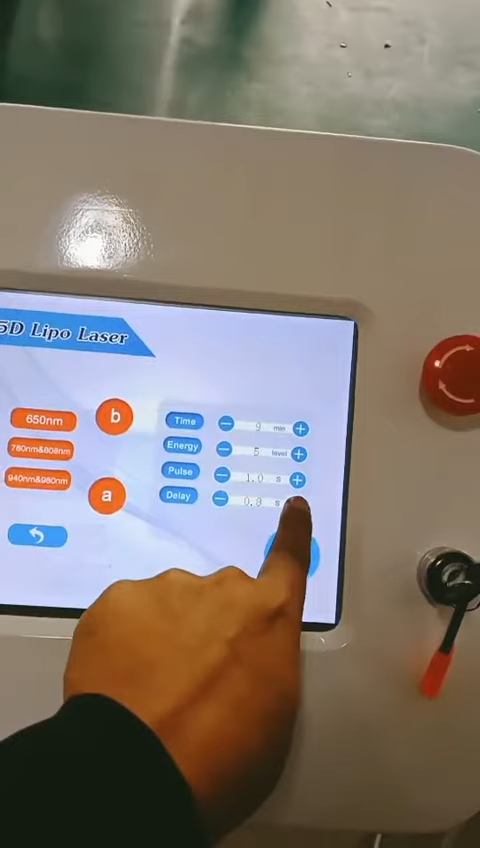 5D Lipo Laser
650nm
b
780nm&808nm
940nm&980nm
a
Time
9 min
Energy
5 level
Pulse
1.0 s
Delay
0.8 s